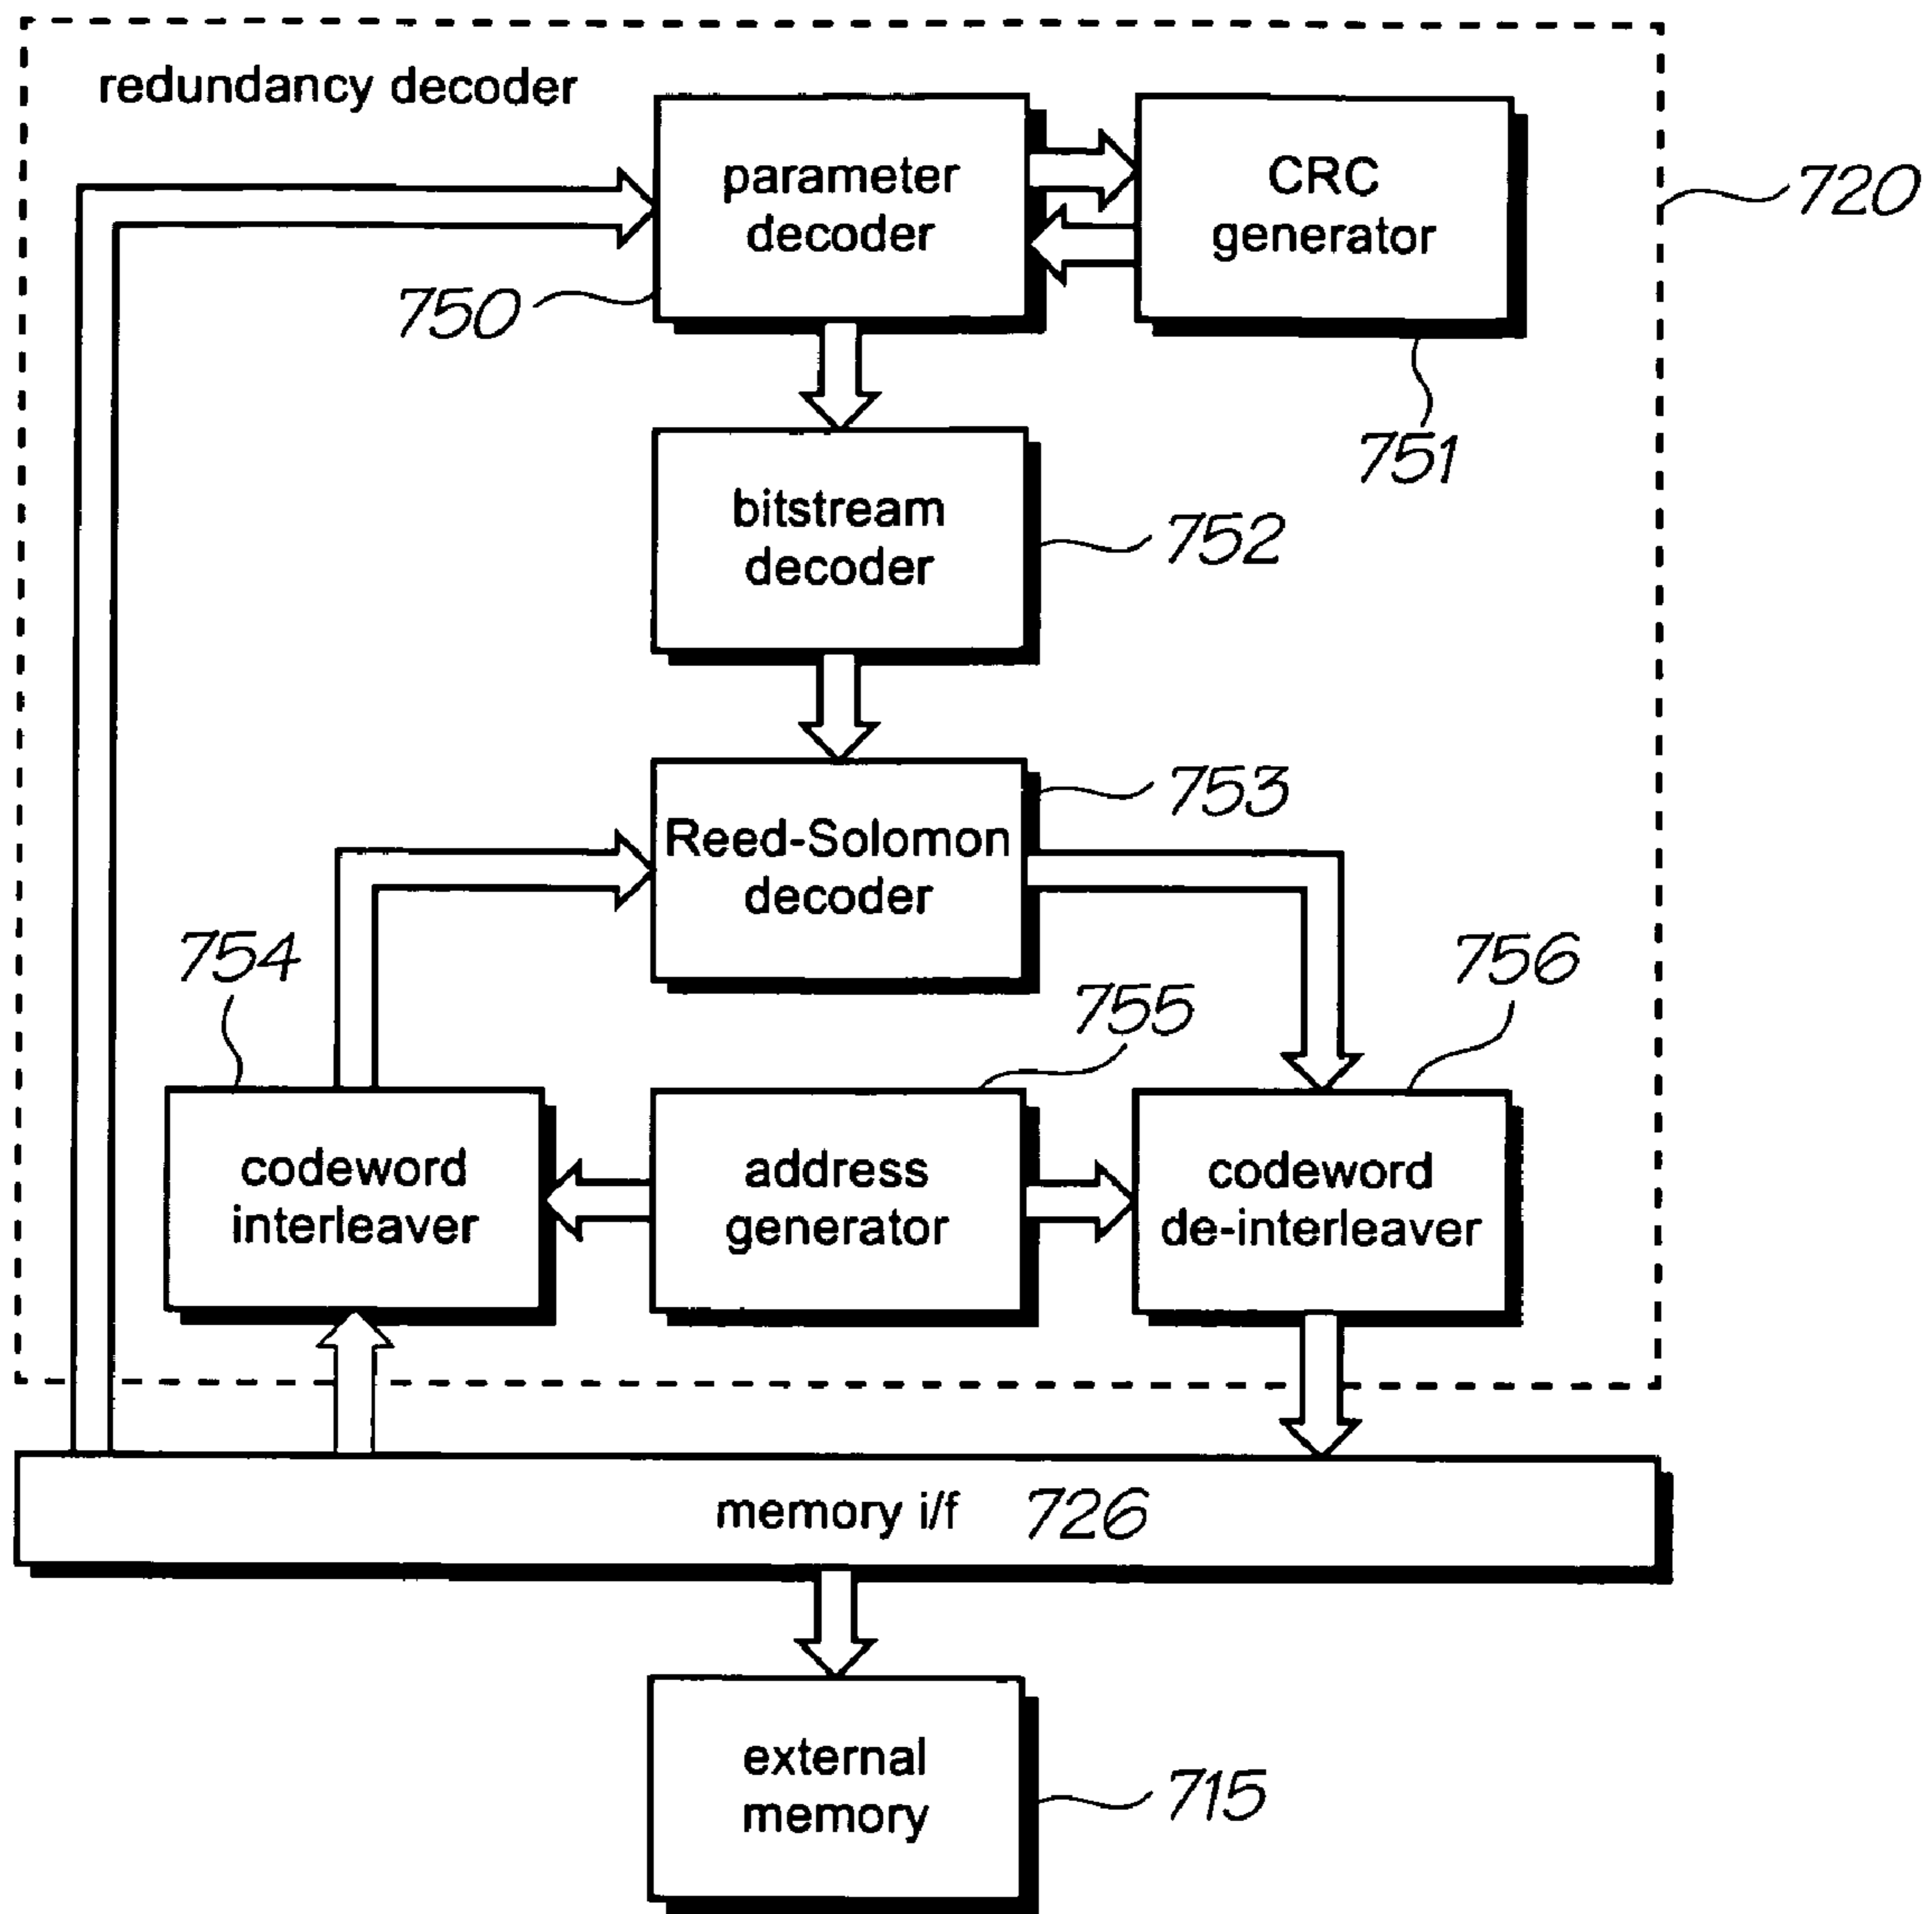 redundancy decoder
parameter
decoder
CRC
generator
720
750
751
bitstream
decoder
752
753
Reed-Solomon
decoder
754
755
756
codeword
interleaver
address
generator
codeword
de-interleaver
memory i/f 726
external
memory
715